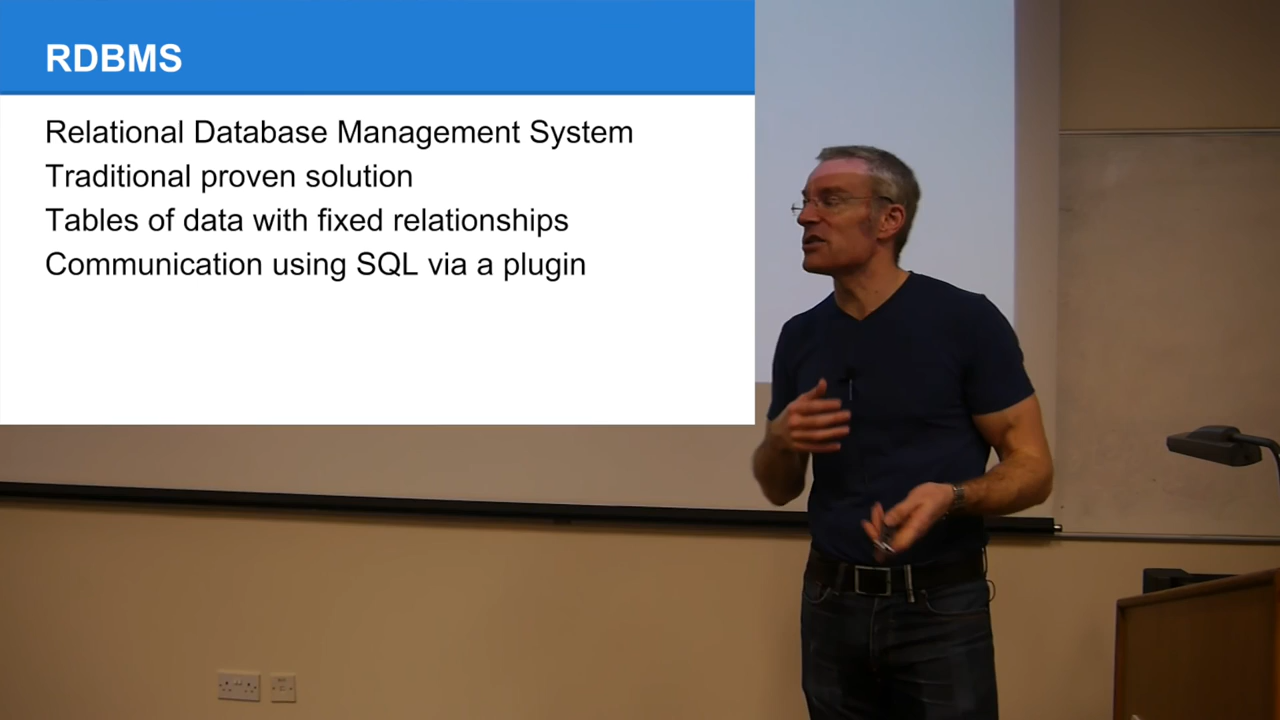 RDBMS
Relational Database Management System
Traditional proven solution
Tables of data with fixed relationships
Communication using SQL via a plugin